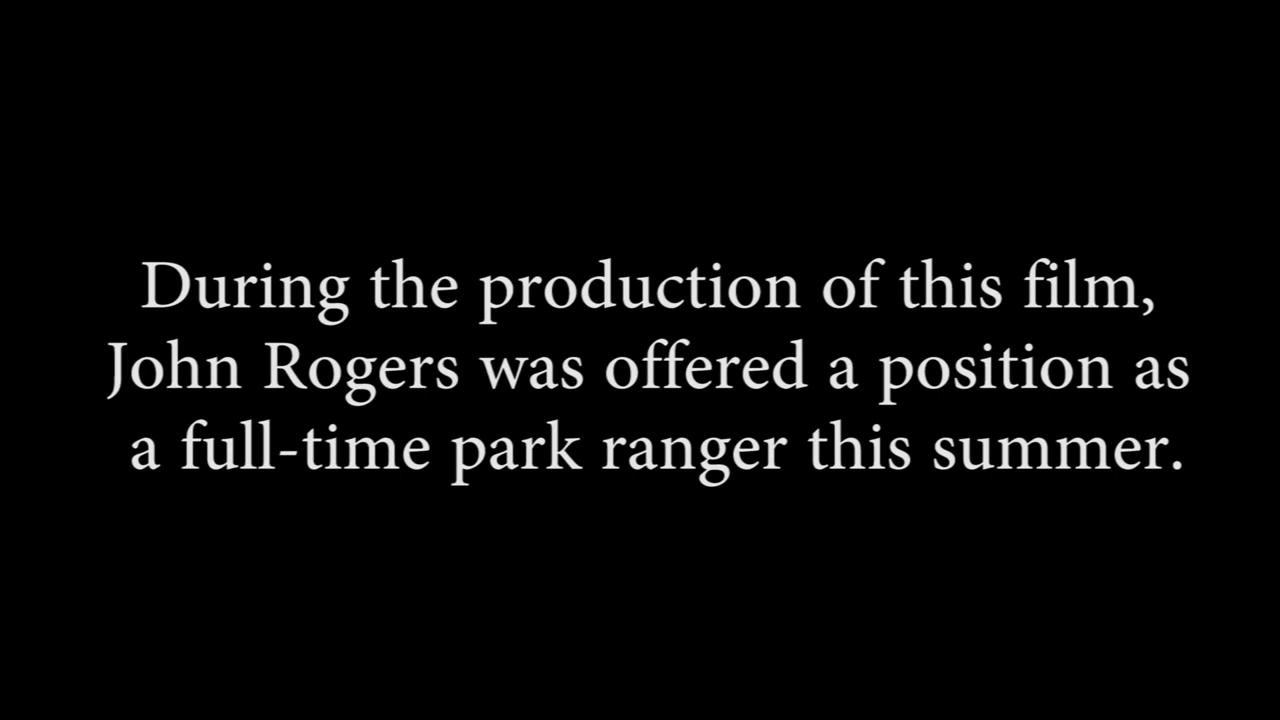 During the production of this film,
John Rogers was offered a position as
a full-time park ranger this summer.